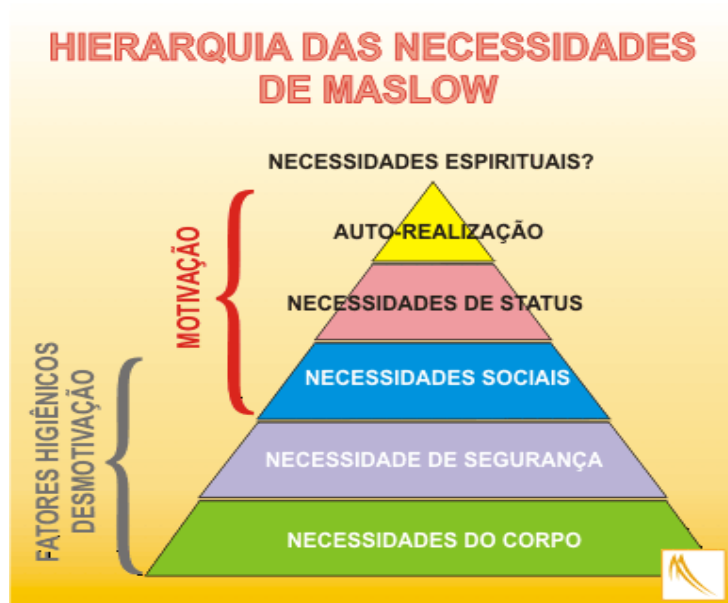 HIERARQUIA DAS NECESSIDADES
DE MASLOW
NECESSIDADES ESPIRITUAIS?
AUTO-REALIZAÇÃO
NECESSIDADES DE STATUS
NECESSIDADES SOCIAIS
NECESSIDADE DE SEGURANÇA
NECESSIDADES DO CORPO
MOTIVAÇÃO
FATORES HIGIÊNICOS
DESMOTIVAÇÃO